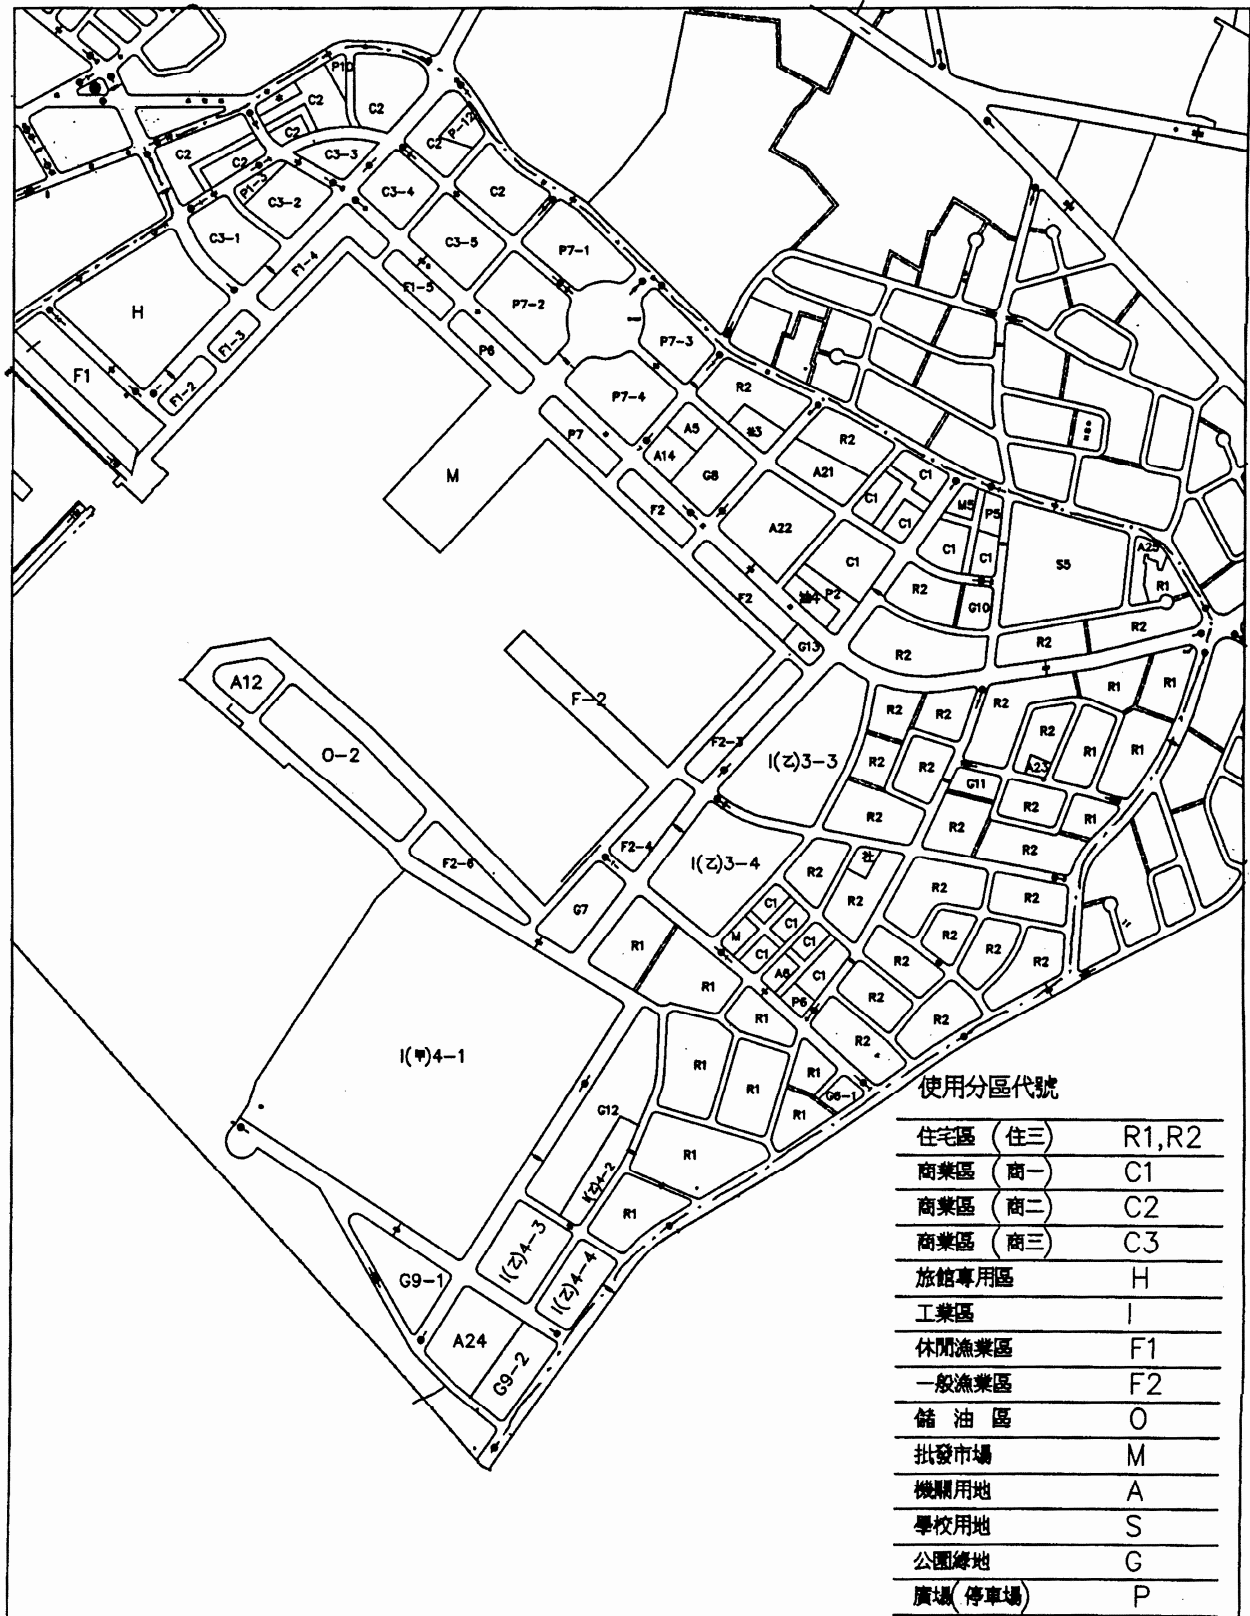 P10
C2
C2
C2
P-12
C2
C2
C2
C3-3
P1-3
C3-2
C3-4
C2
C3-1
C3-5
P7-1
F1-4
F1-5
P7-2
H
F1-3
P6
P7-3
F1
F1-2
P7-4
R2
P7
A5
A14
G8
R2
A21
M
C1
F2
C1
C1
M5
P5
A22
C1
C1
C1
S5
A25
R1
F2
P2
R2
G10
G13
R2
R2
R2
A12
F-2
R1
R1
O-2
F2-3
I(乙)3-3
R2
R2
R2
R2
R1
R1
R2
R2
A23
G11
R2
R1
R2
R2
R2
F2-6
F2-4
I(乙)3-4
R2
社
R2
R2
R2
G7
C1
C1
M
C1
C1
R2
R2
R2
R1
R1
A6
C1
P6
R2
R2
R2
R1
R2
R2
I(甲)4-1
R1
R1
R1
G6-1
R1
G12
R1
I(乙)4-2
R1
I(乙)4-3
I(乙)4-4
G9-1
A24
G9-2
使用分區代號
住宅區 (住三) R1,R2
商業區 (商一) C1
商業區 (商二) C2
商業區 (商三) C3
旅館專用區 H
工業區 I
休閒漁業區 F1
一般漁業區 F2
儲油區 O
批發市場 M
機關用地 A
學校用地 S
公園綠地 G
廣場(停車場) P